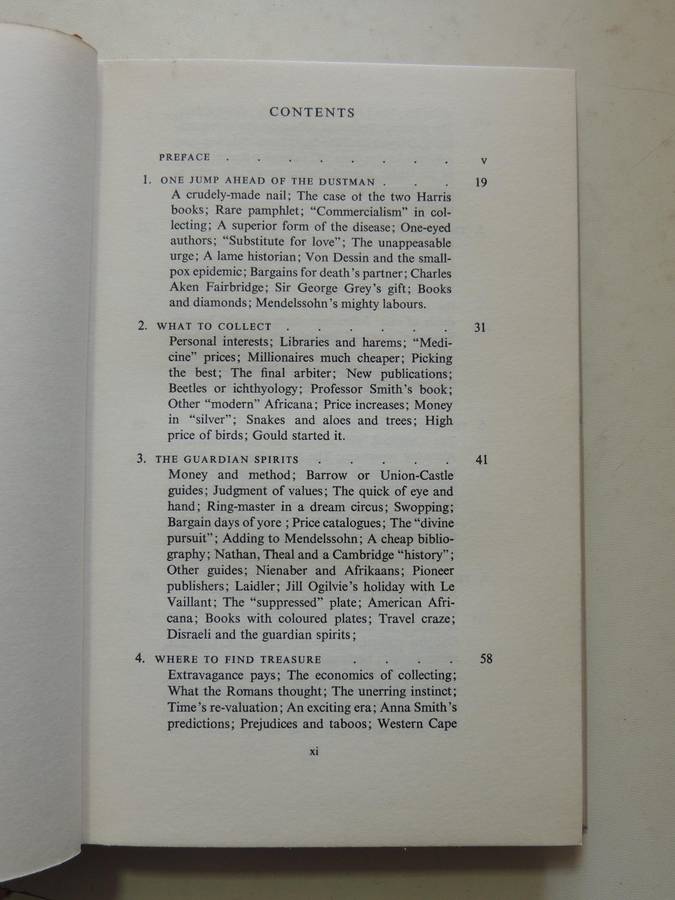 CONTENTS
PREFACE . . . . . . . . v
1. ONE JUMP AHEAD OF THE DUSTMAN . . . 19
A crudely-made nail; The case of the two Harris
books; Rare pamphlet; “Commercialism” in col-
lecting; A superior form of the disease; One-eyed
authors; “Substitute for love”; The unappeasable
urge; A lame historian; Von Dessin and the small-
pox epidemic; Bargains for death’s partner; Charles
Aken Fairbridge; Sir George Grey’s gift; Books
and diamonds; Mendelssohn’s mighty labours.
2. WHAT TO COLLECT . . . . . . 31
Personal interests; Libraries and harems; “Medi-
cine” prices; Millionaires much cheaper; Picking
the best; The final arbiter; New publications;
Beetles or ichthyology; Professor Smith’s book;
Other “modern” Africana; Price increases; Money
in “silver”; Snakes and aloes and trees; High
price of birds; Gould started it.
3. THE GUARDIAN SPIRITS . . . . . 41
Money and method; Barrow or Union-Castle
guides; Judgment of values; The quick of eye and
hand; Ring-master in a dream circus; Swopping;
Bargain days of yore ; Price catalogues; The “divine
pursuit”; Adding to Mendelssohn; A cheap biblio-
graphy; Nathan, Theal and a Cambridge “history”;
Other guides; Nienaber and Afrikaans; Pioneer
publishers; Laidler; Jill Ogilvie’s holiday with Le
Vaillant; The “suppressed” plate; American Afri-
cana; Books with coloured plates; Travel craze;
Disraeli and the guardian spirits;
4. WHERE TO FIND TREASURE . . . . 58
Extravagance pays; The economics of collecting;
What the Romans thought; The unerring instinct;
Time’s re-valuation; An exciting era; Anna Smith’s
predictions; Prejudices and taboos; Western Cape
xi